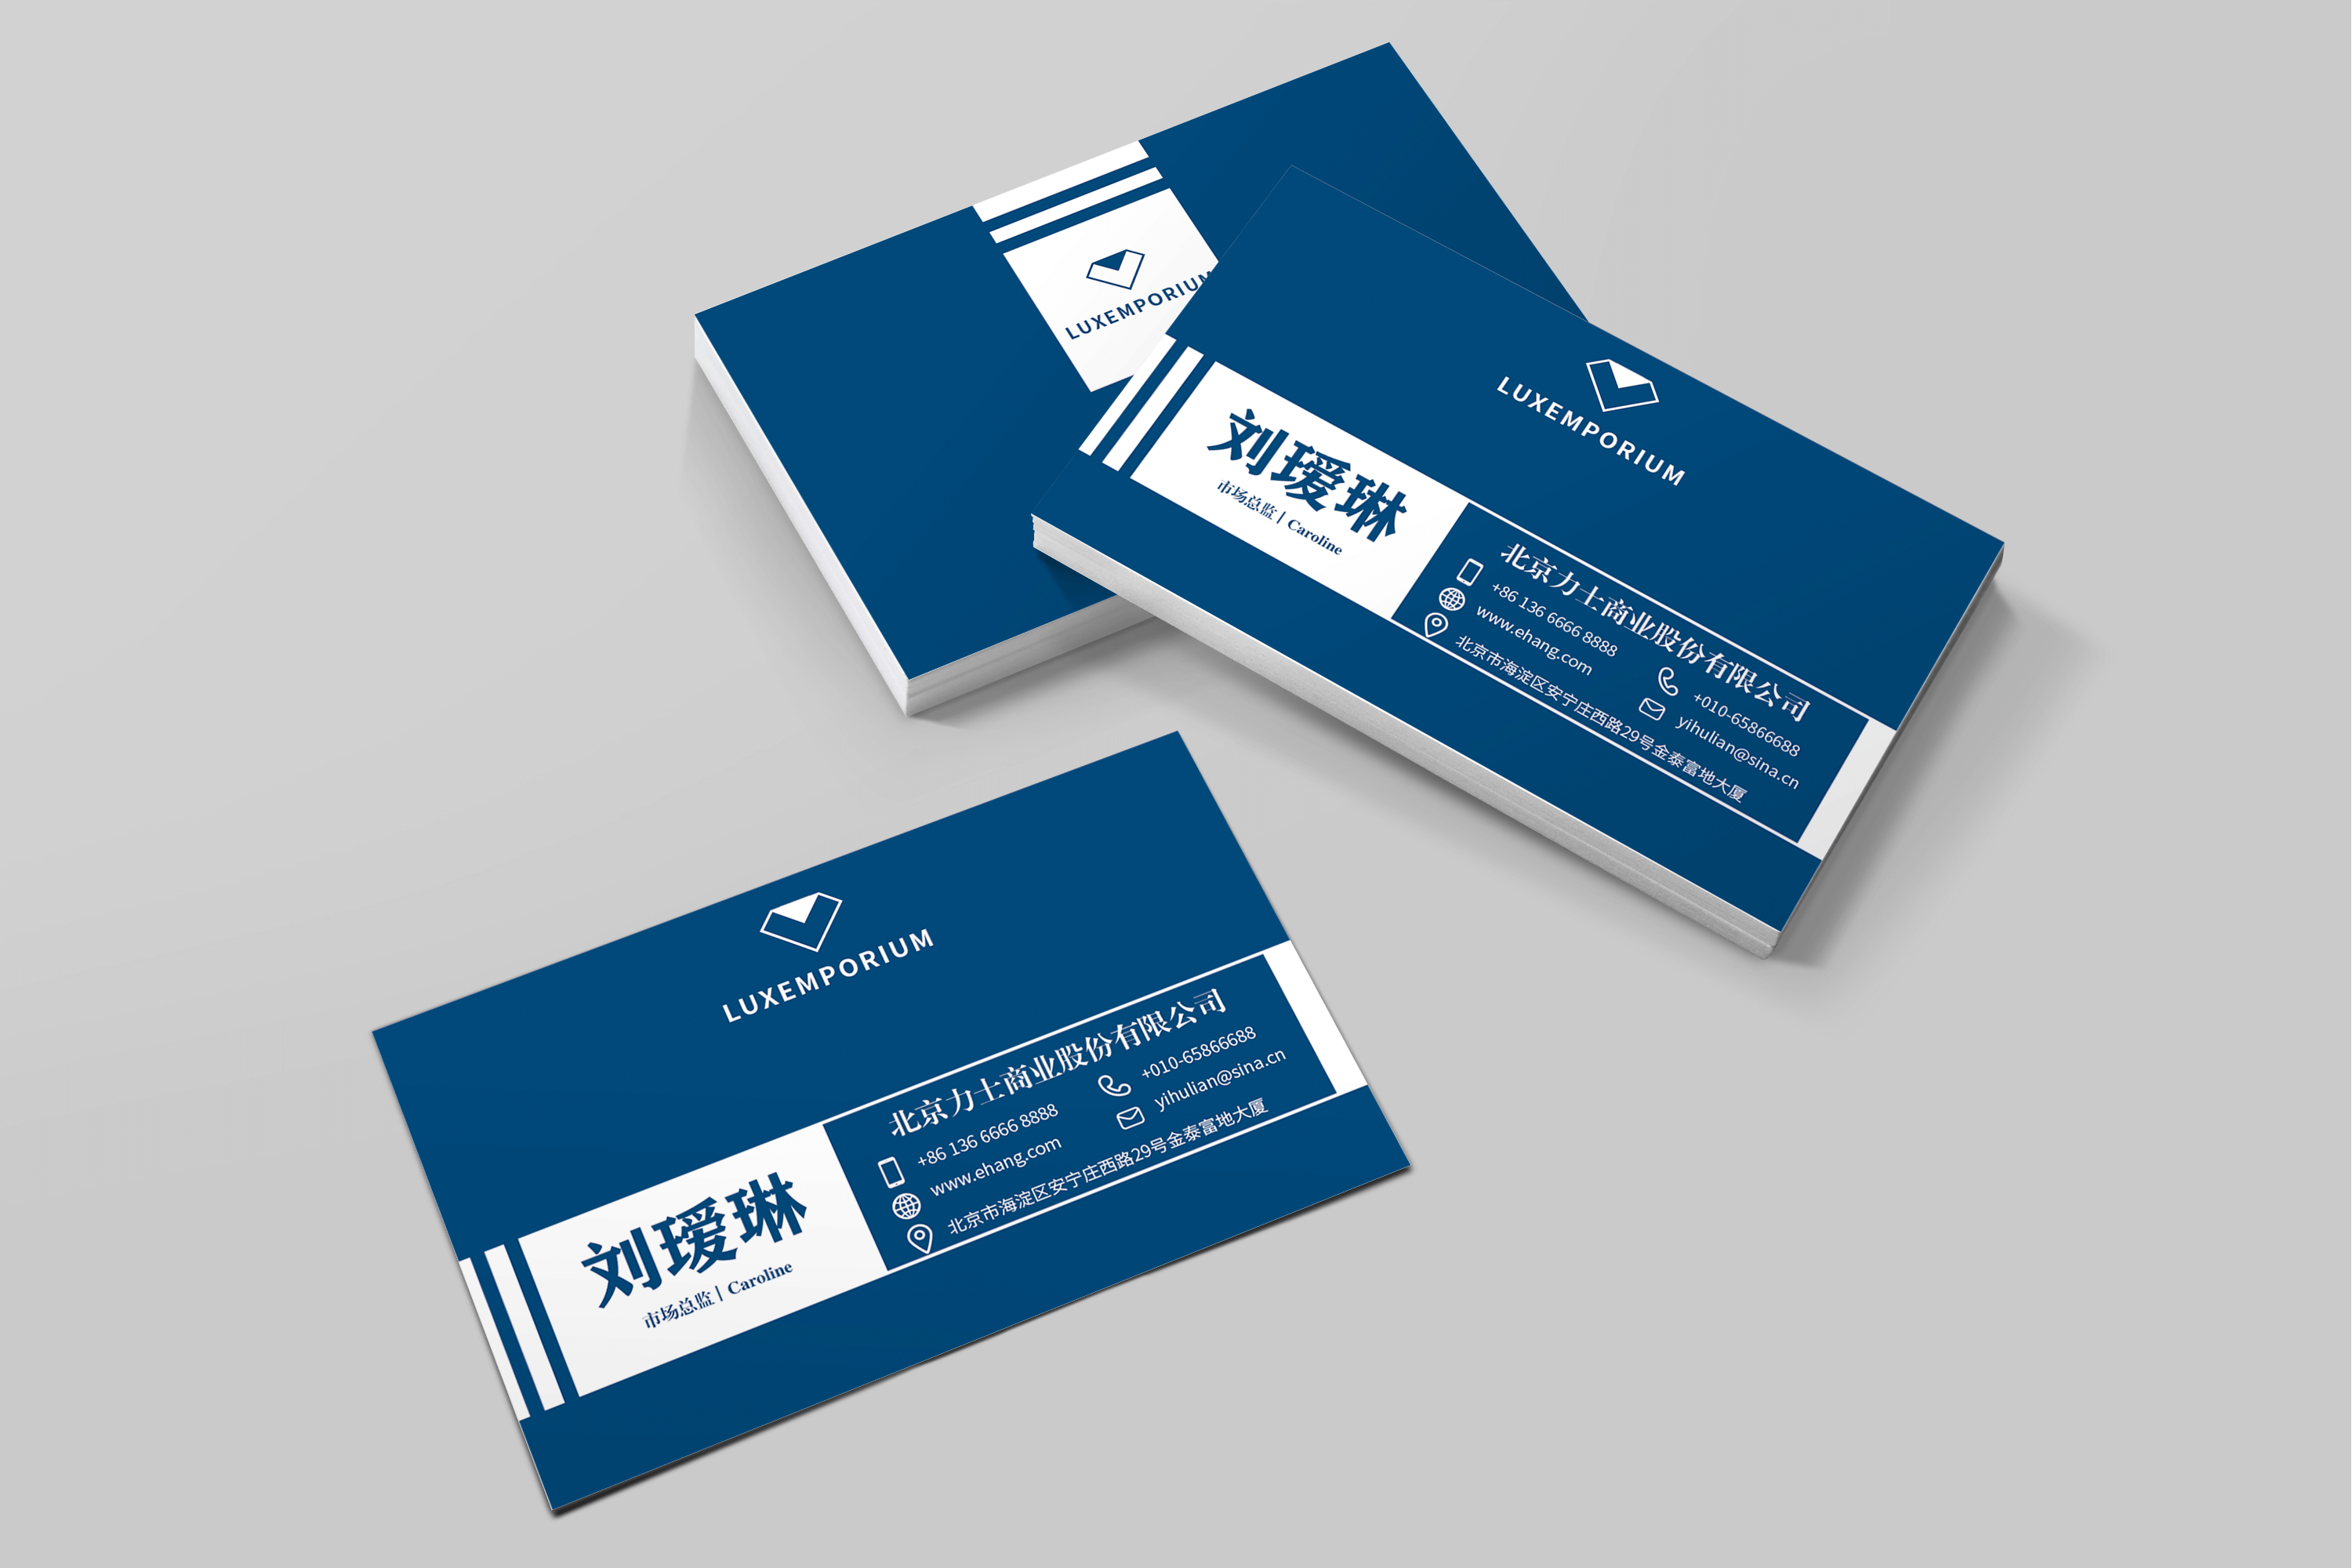 LUXEMPORIUM
LUXEMPORIUM
刘瑷琳
市场总监 | Caroline
北京力士商业股份有限公司
+86 136 6666 8888
+010-65866688
www.ehang.com
yihulian@sina.cn
北京市海淀区安宁庄西路29号金泰富地大厦
LUXEMPORIUM
刘瑷琳
市场总监 | Caroline
北京力士商业股份有限公司
+86 136 6666 8888
+010-65866688
www.ehang.com
yihulian@sina.cn
北京市海淀区安宁庄西路29号金泰富地大厦